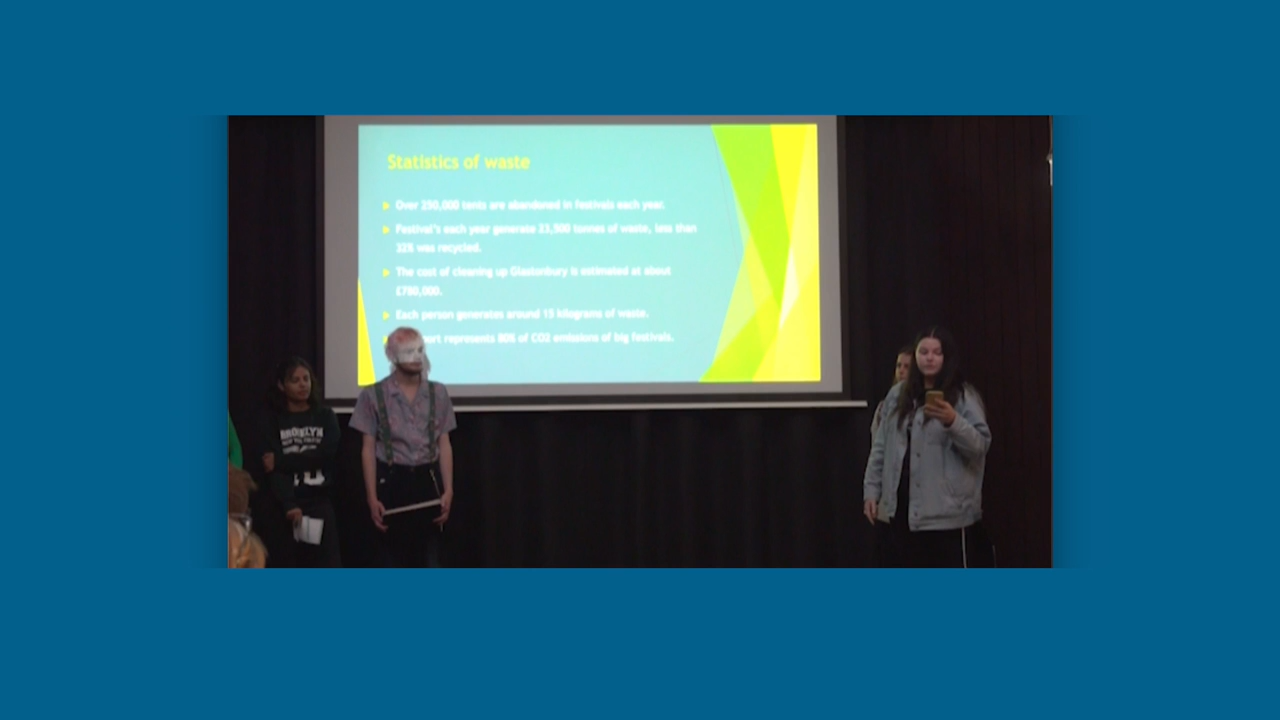 Statistics of waste
Over 250,000 tents are abandoned in festivals each year.
Festival's each year generate 23,500 tonnes of waste, less than
32% was recycled.
The cost of cleaning up Glastonbury is estimated at about
£780,000.
Each person generates around 15 kilograms of waste.
represents 80% of CO2 emissions of big festivals.
BROOKLYN